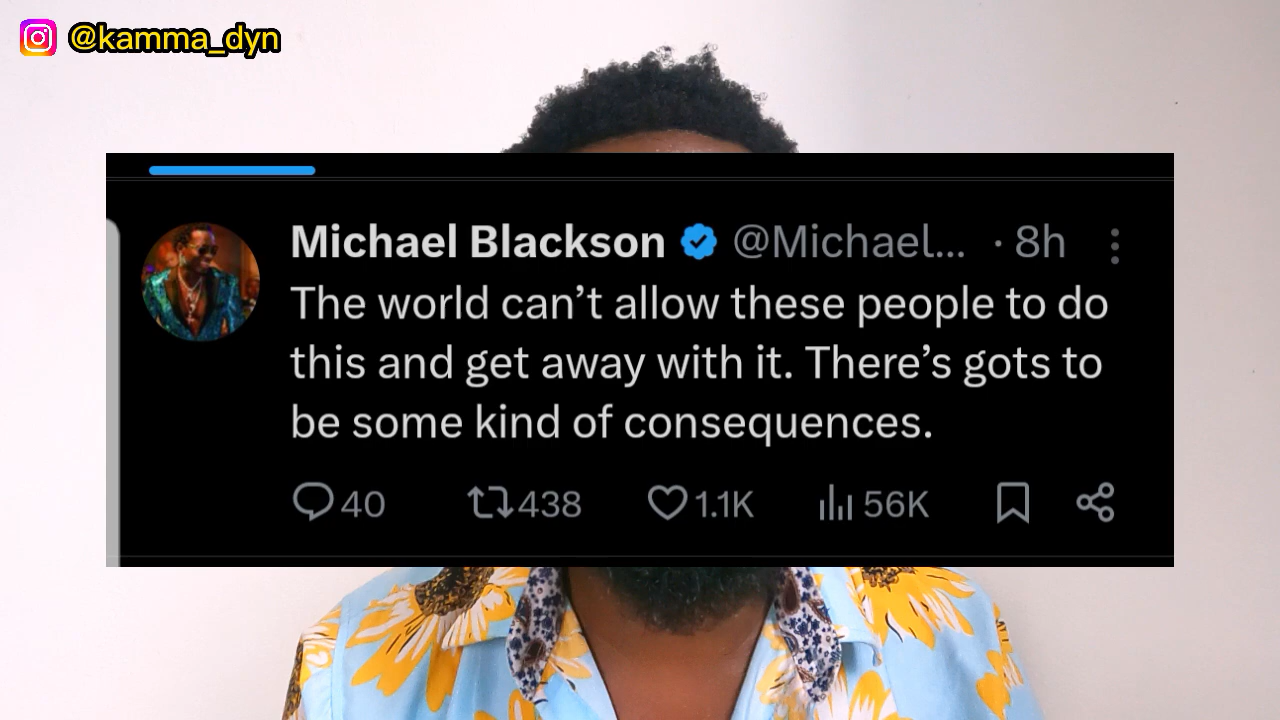 @kamma_dyn
Michael Blackson @Michael... · 8h
The world can’t allow these people to do
this and get away with it. There’s gots to
be some kind of consequences.
40 438 1.1K 56K